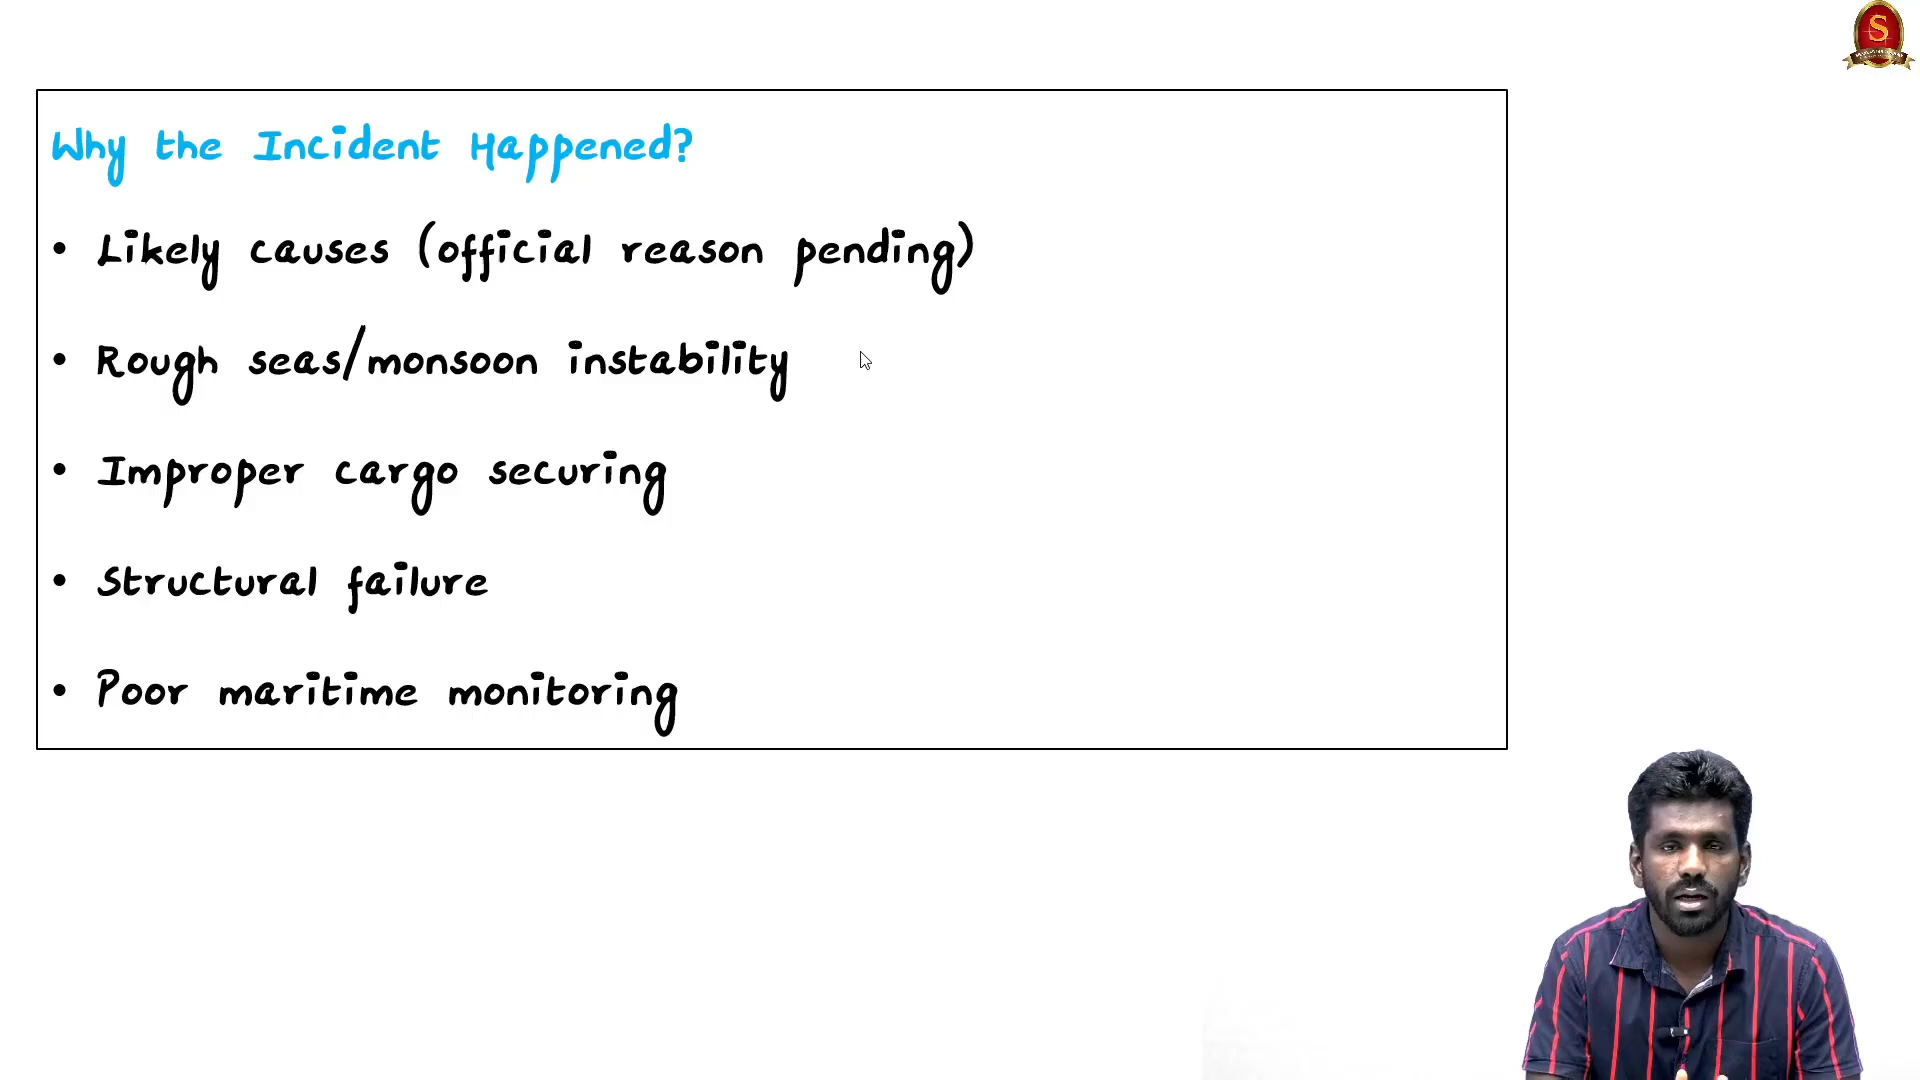 Why the Incident Happened?
• Likely causes (official reason pending)
• Rough seas/monsoon instability
• Improper cargo securing
• Structural failure
• Poor maritime monitoring
S